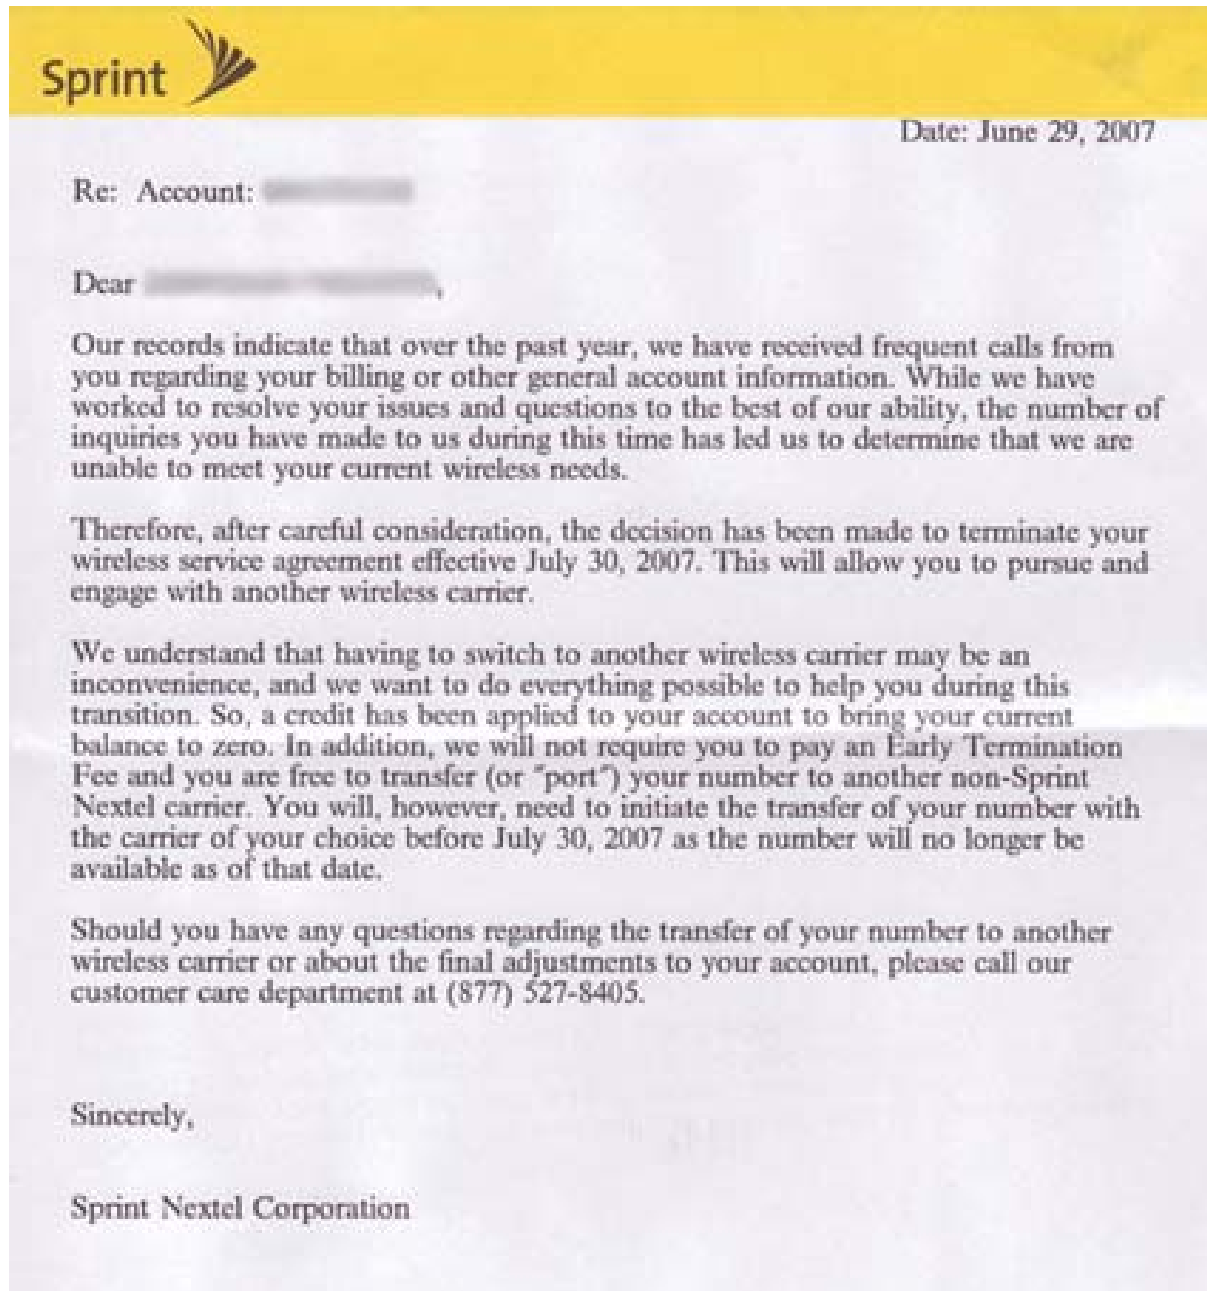 Sprint
Date: June 29, 2007
Re: Account:
Dear ,
Our records indicate that over the past year, we have received frequent calls from
you regarding your billing or other general account information. While we have
worked to resolve your issues and questions to the best of our ability, the number of
inquiries you have made to us during this time has led us to determine that we are
unable to meet your current wireless needs.
Therefore, after careful consideration, the decision has been made to terminate your
wireless service agreement effective July 30, 2007. This will allow you to pursue and
engage with another wireless carrier.
We understand that having to switch to another wireless carrier may be an
inconvenience, and we want to do everything possible to help you during this
transition. So, a credit has been applied to your account to bring your current
balance to zero. In addition, we will not require you to pay an Early Termination
Fee and you are free to transfer (or "port") your number to another non-Sprint
Nextel carrier. You will, however, need to initiate the transfer of your number with
the carrier of your choice before July 30, 2007 as the number will no longer be
available as of that date.
Should you have any questions regarding the transfer of your number to another
wireless carrier or about the final adjustments to your account, please call our
customer care department at (877) 527-8405.
Sincerely,
Sprint Nextel Corporation